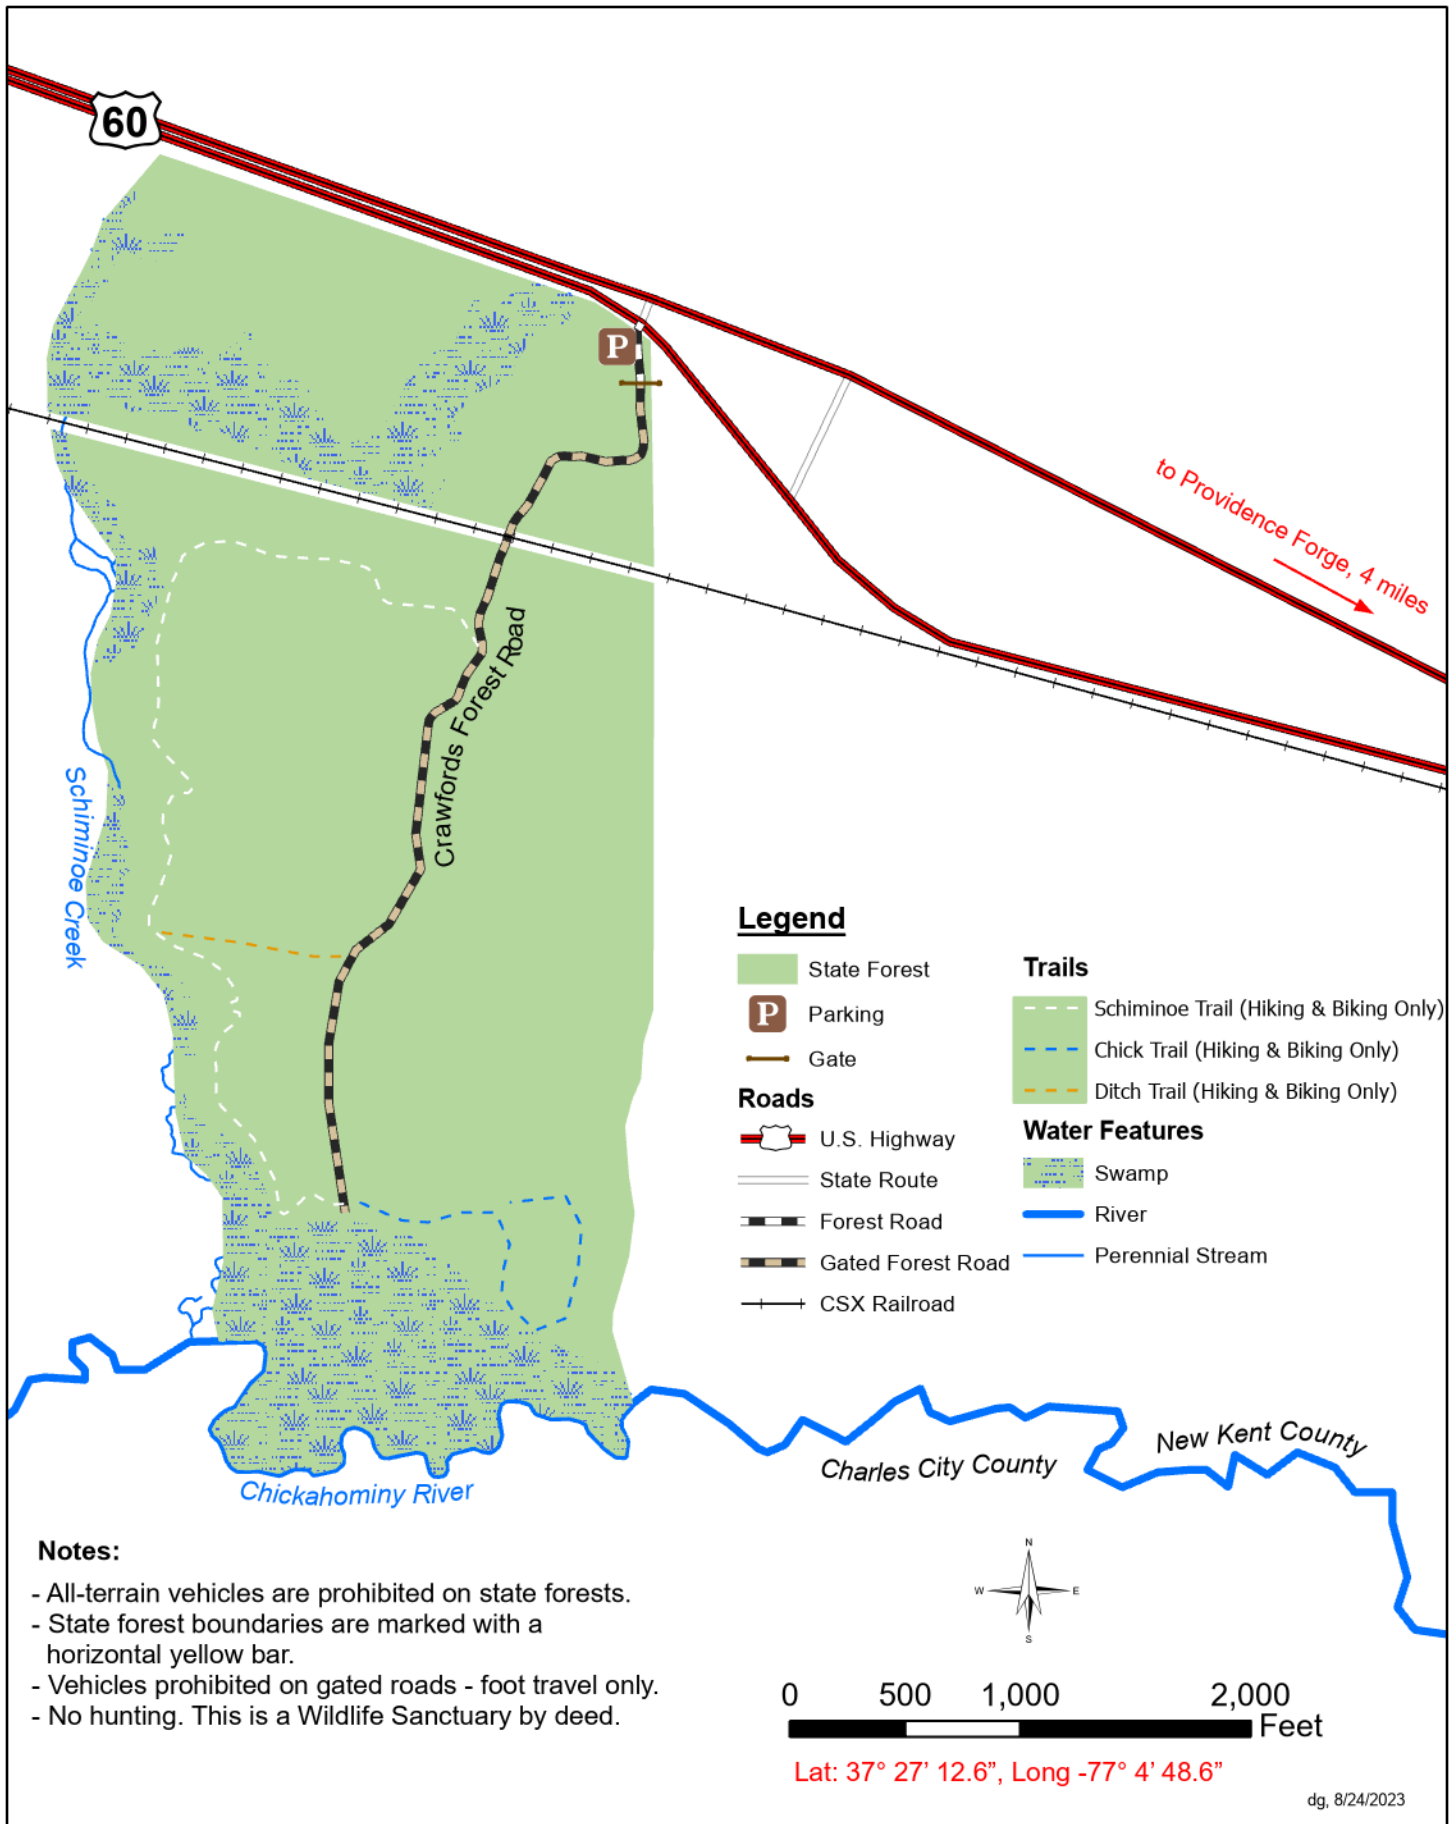 60
P
to Providence Forge, 4 miles
Crawfords Forest Road
Schiminoe Creek
Legend
State Forest
P
Parking
Gate
Roads
U.S. Highway
State Route
Forest Road
Gated Forest Road
CSX Railroad
Trails
Schiminoe Trail (Hiking & Biking Only)
Chick Trail (Hiking & Biking Only)
Ditch Trail (Hiking & Biking Only)
Water Features
Swamp
River
Perennial Stream
New Kent County
Charles City County
Chickahominy River
Notes:
- All-terrain vehicles are prohibited on state forests.
- State forest boundaries are marked with a
horizontal yellow bar.
- Vehicles prohibited on gated roads - foot travel only.
- No hunting. This is a Wildlife Sanctuary by deed.
N
W E
S
0 500 1,000 2,000
Feet
Lat: 37° 27’ 12.6”, Long -77° 4’ 48.6”
dg, 8/24/2023